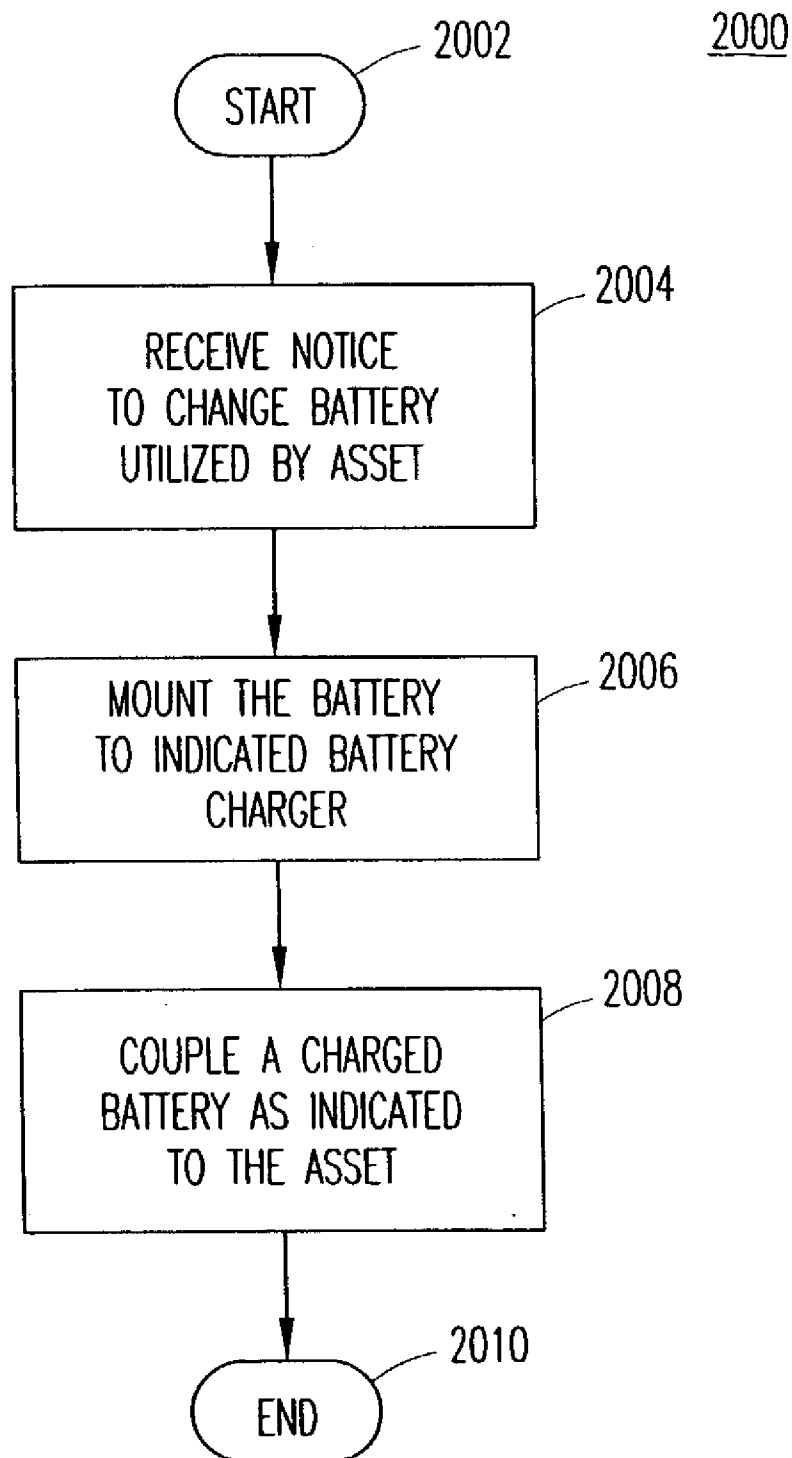 2000
2002
START
2004
RECEIVE NOTICE
TO CHANGE BATTERY
UTILIZED BY ASSET
2006
MOUNT THE BATTERY
TO INDICATED BATTERY
CHARGER
2008
COUPLE A CHARGED
BATTERY AS INDICATED
TO THE ASSET
2010
END